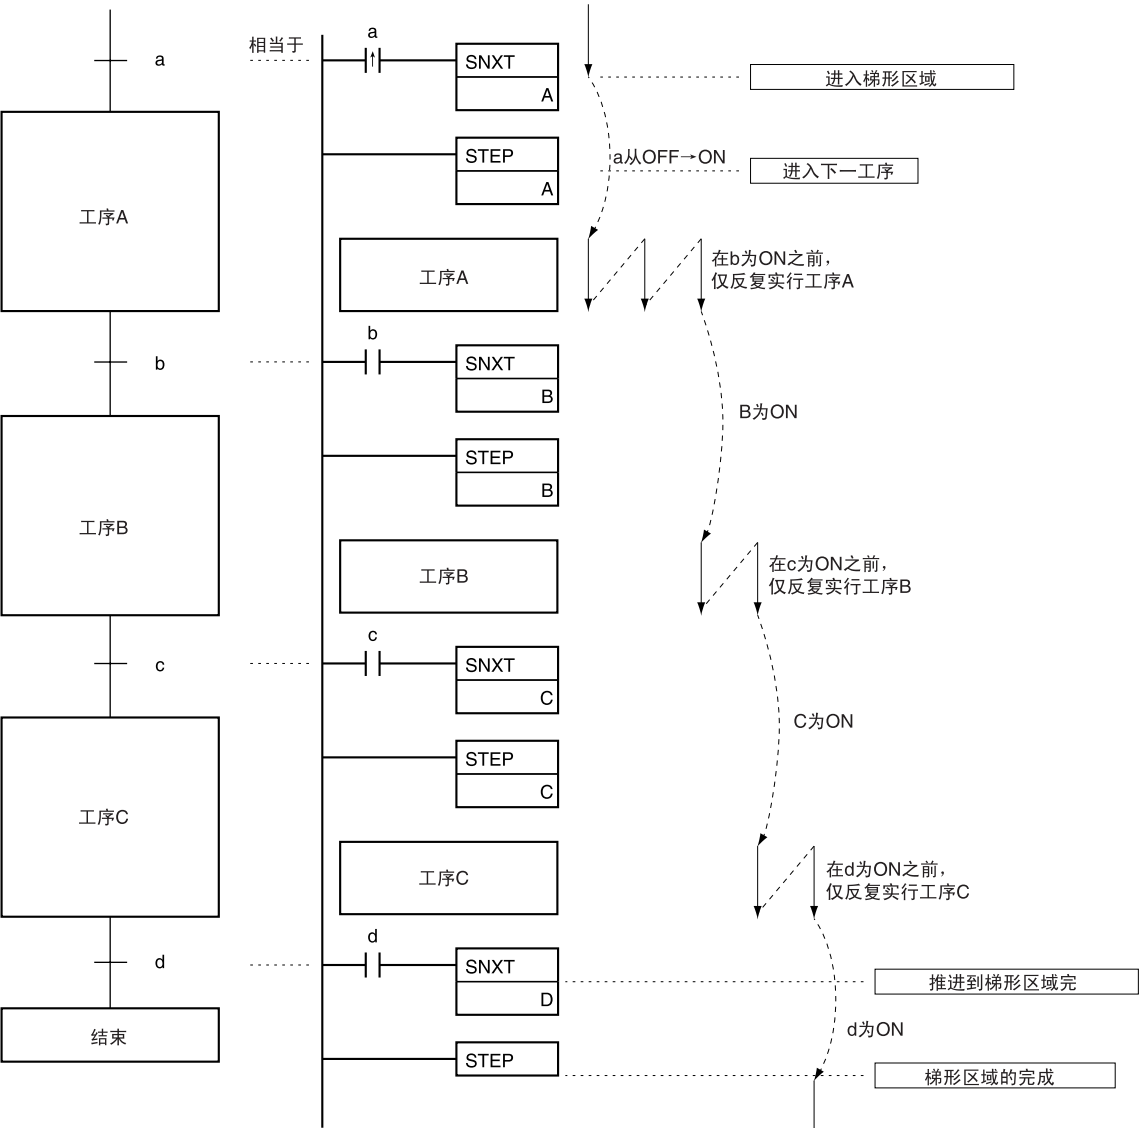 a
相当于
a
SNXT
A
进入梯形区域
STEP
A
a从OFF→ON
进入下一工序
工序A
工序A
在b为ON之前，
仅反复实行工序A
b
b
SNXT
B
B为ON
STEP
B
工序B
工序B
在c为ON之前，
仅反复实行工序B
c
c
SNXT
C
C为ON
STEP
C
工序C
工序C
在d为ON之前，
仅反复实行工序C
d
d
SNXT
D
推进到梯形区域完
d为ON
结束
STEP
梯形区域的完成